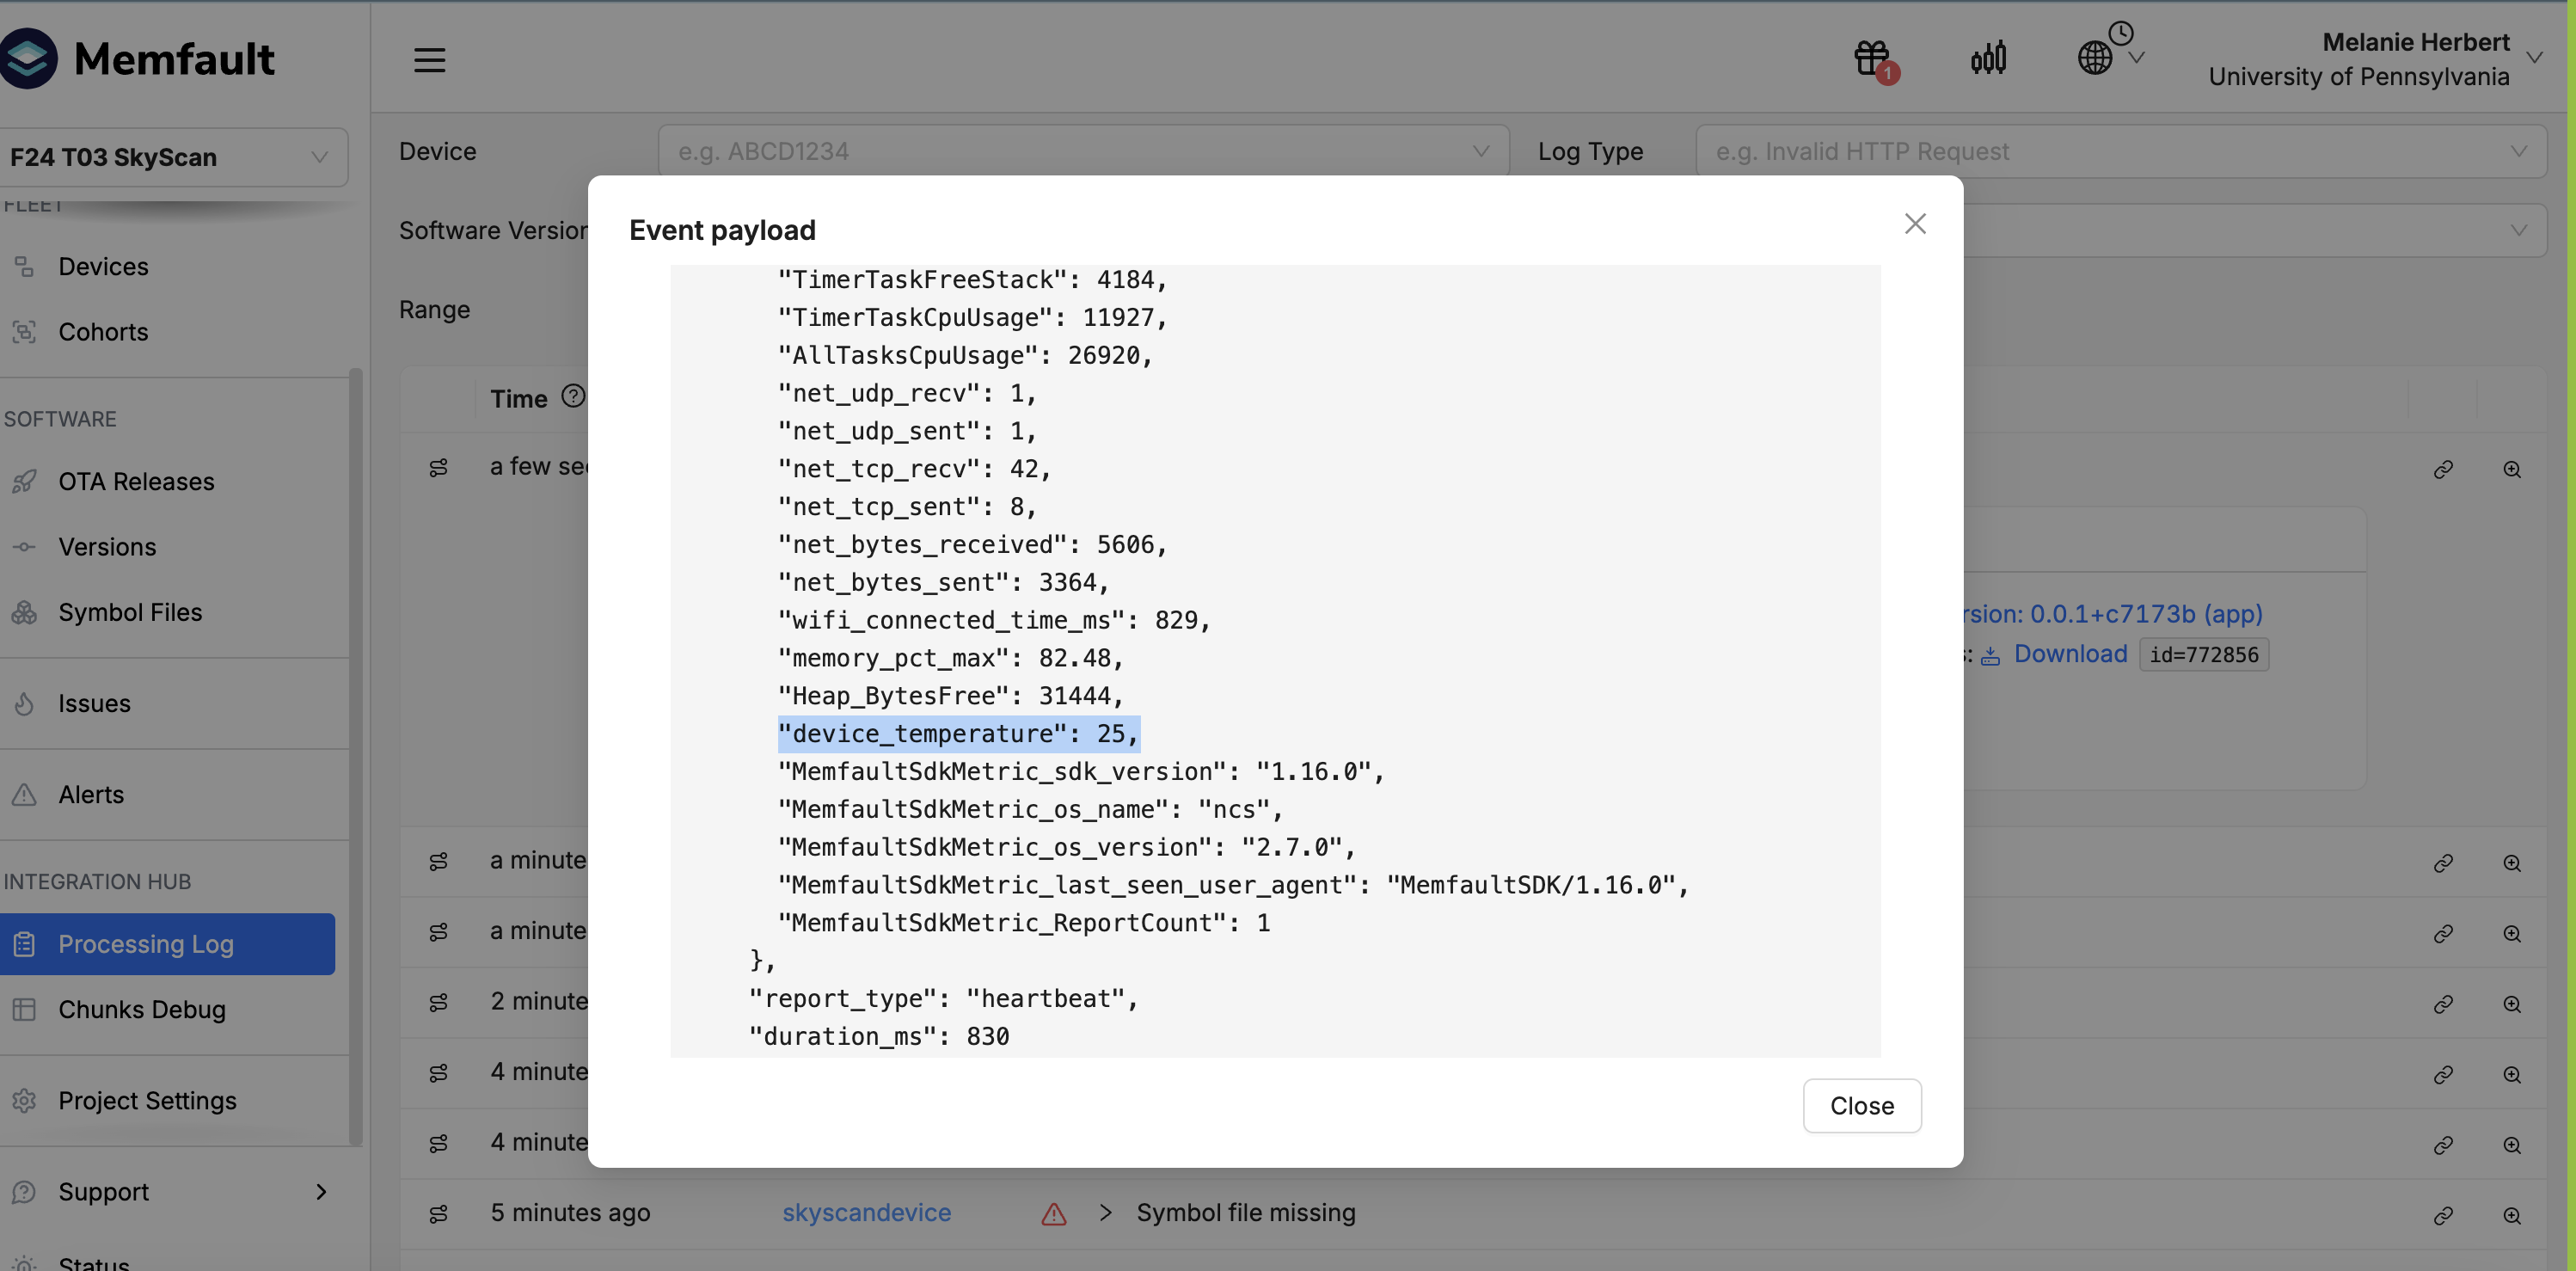 Memfault
1
Melanie Herbert
University of Pennsylvania
F24 T03 SkyScan
FLEET
Devices
Cohorts
SOFTWARE
OTA Releases
Versions
Symbol Files
Issues
Alerts
INTEGRATION HUB
Processing Log
Chunks Debug
Project Settings
Support
Status
Device
e.g. ABCD1234
Log Type
e.g. Invalid HTTP Request
Software Version
Range
Time
a few sec
a minute
a minute
2 minute
4 minute
4 minute
5 minutes ago
skyscandevice
Symbol file missing
rsion: 0.0.1+c7173b (app)
s: Download id=772856
Event payload
"TimerTaskFreeStack": 4184,
"TimerTaskCpuUsage": 11927,
"AllTasksCpuUsage": 26920,
"net_udp_recv": 1,
"net_udp_sent": 1,
"net_tcp_recv": 42,
"net_tcp_sent": 8,
"net_bytes_received": 5606,
"net_bytes_sent": 3364,
"wifi_connected_time_ms": 829,
"memory_pct_max": 82.48,
"Heap_BytesFree": 31444,
"device_temperature": 25,
"MemfaultSdkMetric_sdk_version": "1.16.0",
"MemfaultSdkMetric_os_name": "ncs",
"MemfaultSdkMetric_os_version": "2.7.0",
"MemfaultSdkMetric_last_seen_user_agent": "MemfaultSDK/1.16.0",
"MemfaultSdkMetric_ReportCount": 1
},
"report_type": "heartbeat",
"duration_ms": 830
Close